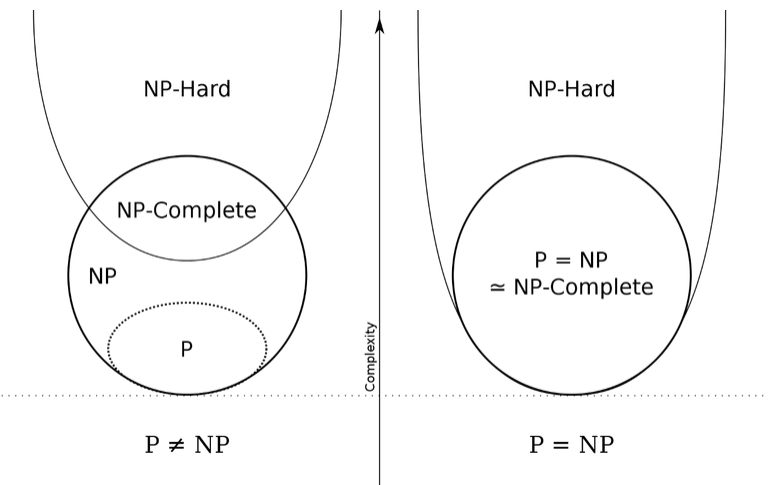 NP-Hard
NP-Complete
NP
P
P ≠ NP
Complexity
NP-Hard
P = NP
≃ NP-Complete
P = NP